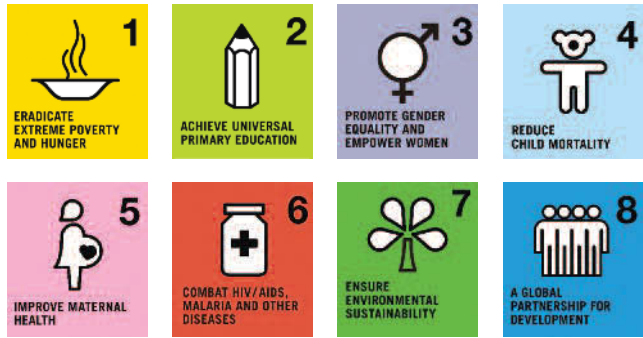 1
ERADICATE
EXTREME POVERTY
AND HUNGER
2
ACHIEVE UNIVERSAL
PRIMARY EDUCATION
3
PROMOTE GENDER
EQUALITY AND
EMPOWER WOMEN
4
REDUCE
CHILD MORTALITY
5
IMPROVE MATERNAL
HEALTH
6
COMBAT HIV/AIDS,
MALARIA AND OTHER
DISEASES
7
ENSURE
ENVIRONMENTAL
SUSTAINABILITY
8
A GLOBAL
PARTNERSHIP FOR
DEVELOPMENT